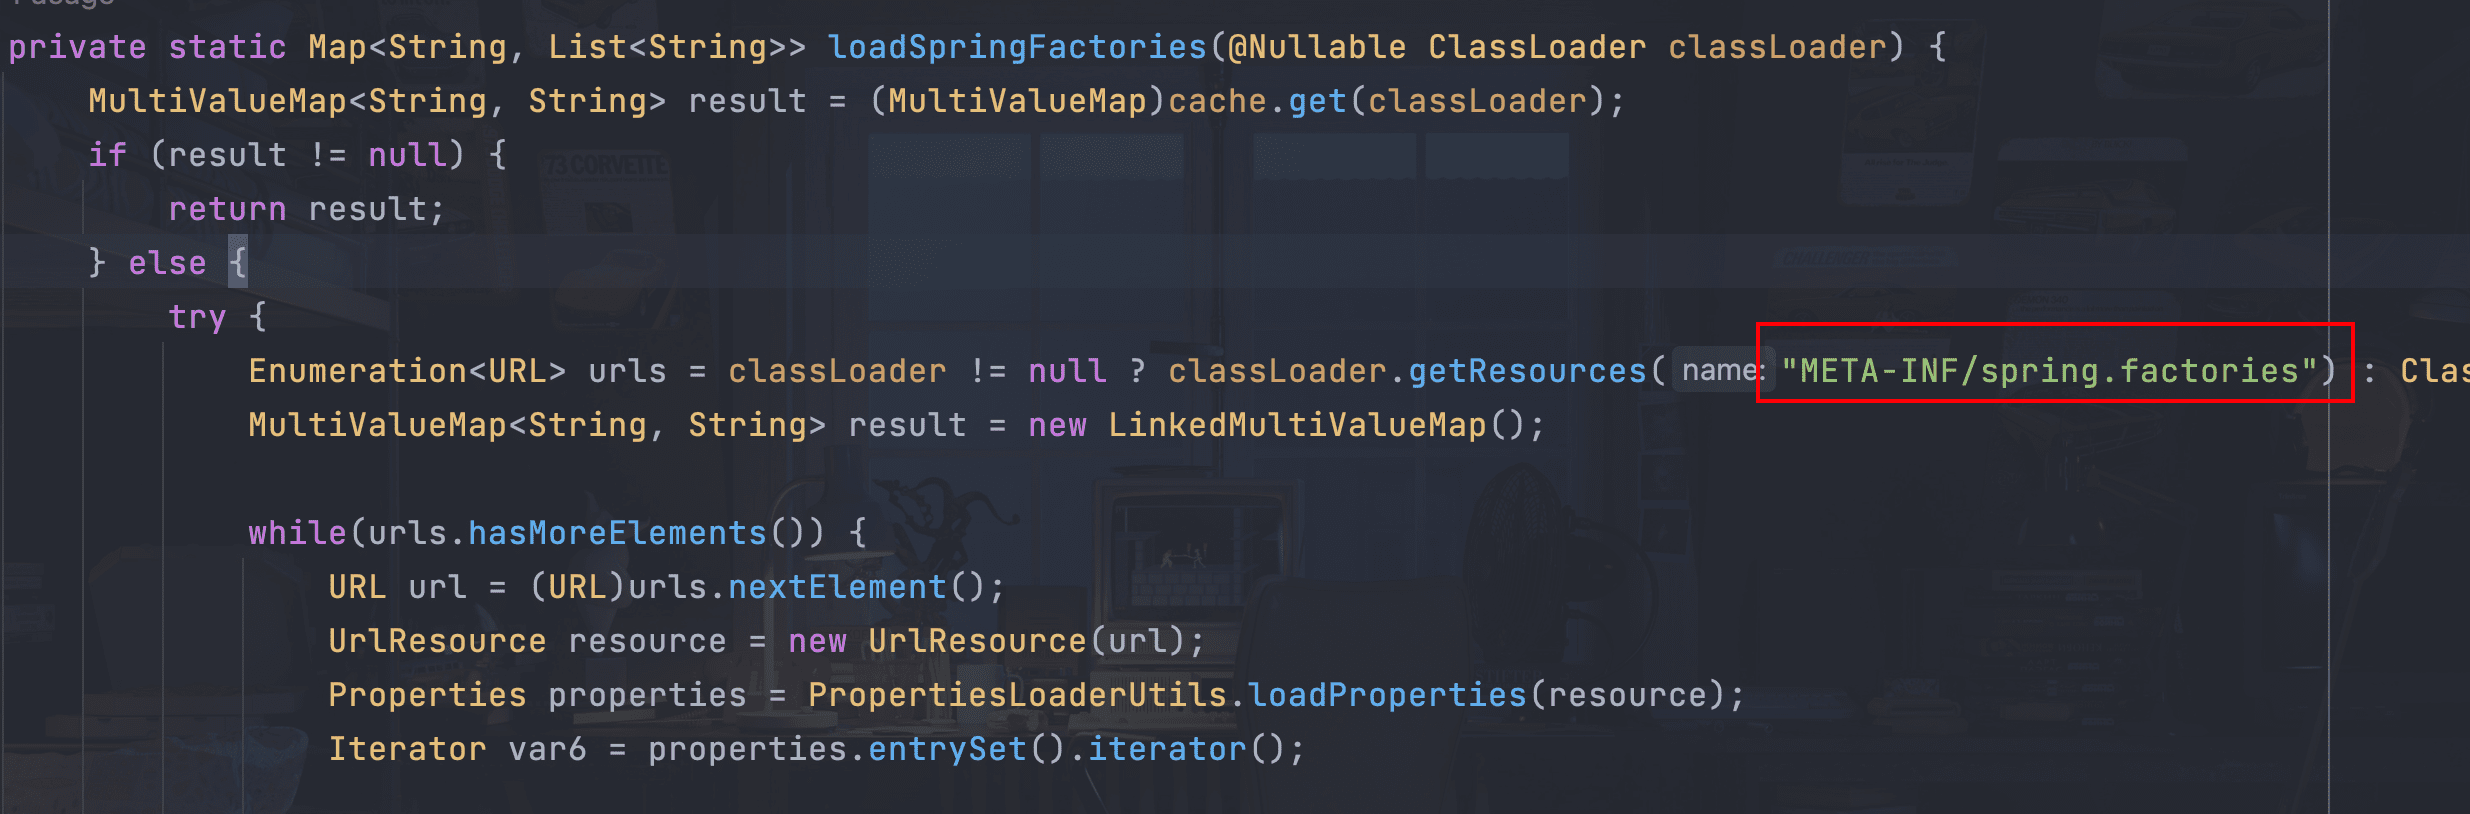 private static Map<String, List<String>> loadSpringFactories(@Nullable ClassLoader classLoader) {
MultiValueMap<String, String> result = (MultiValueMap)cache.get(classLoader);
if (result != null) {
return result;
} else {
try {
Enumeration<URL> urls = classLoader != null ? classLoader.getResources( name: "META-INF/spring.factories") : Clas
MultiValueMap<String, String> result = new LinkedMultiValueMap();
while(urls.hasMoreElements()) {
URL url = (URL)urls.nextElement();
UrlResource resource = new UrlResource(url);
Properties properties = PropertiesLoaderUtils.loadProperties(resource);
Iterator var6 = properties.entrySet().iterator();
73 CORVETTE
CHALLENGER